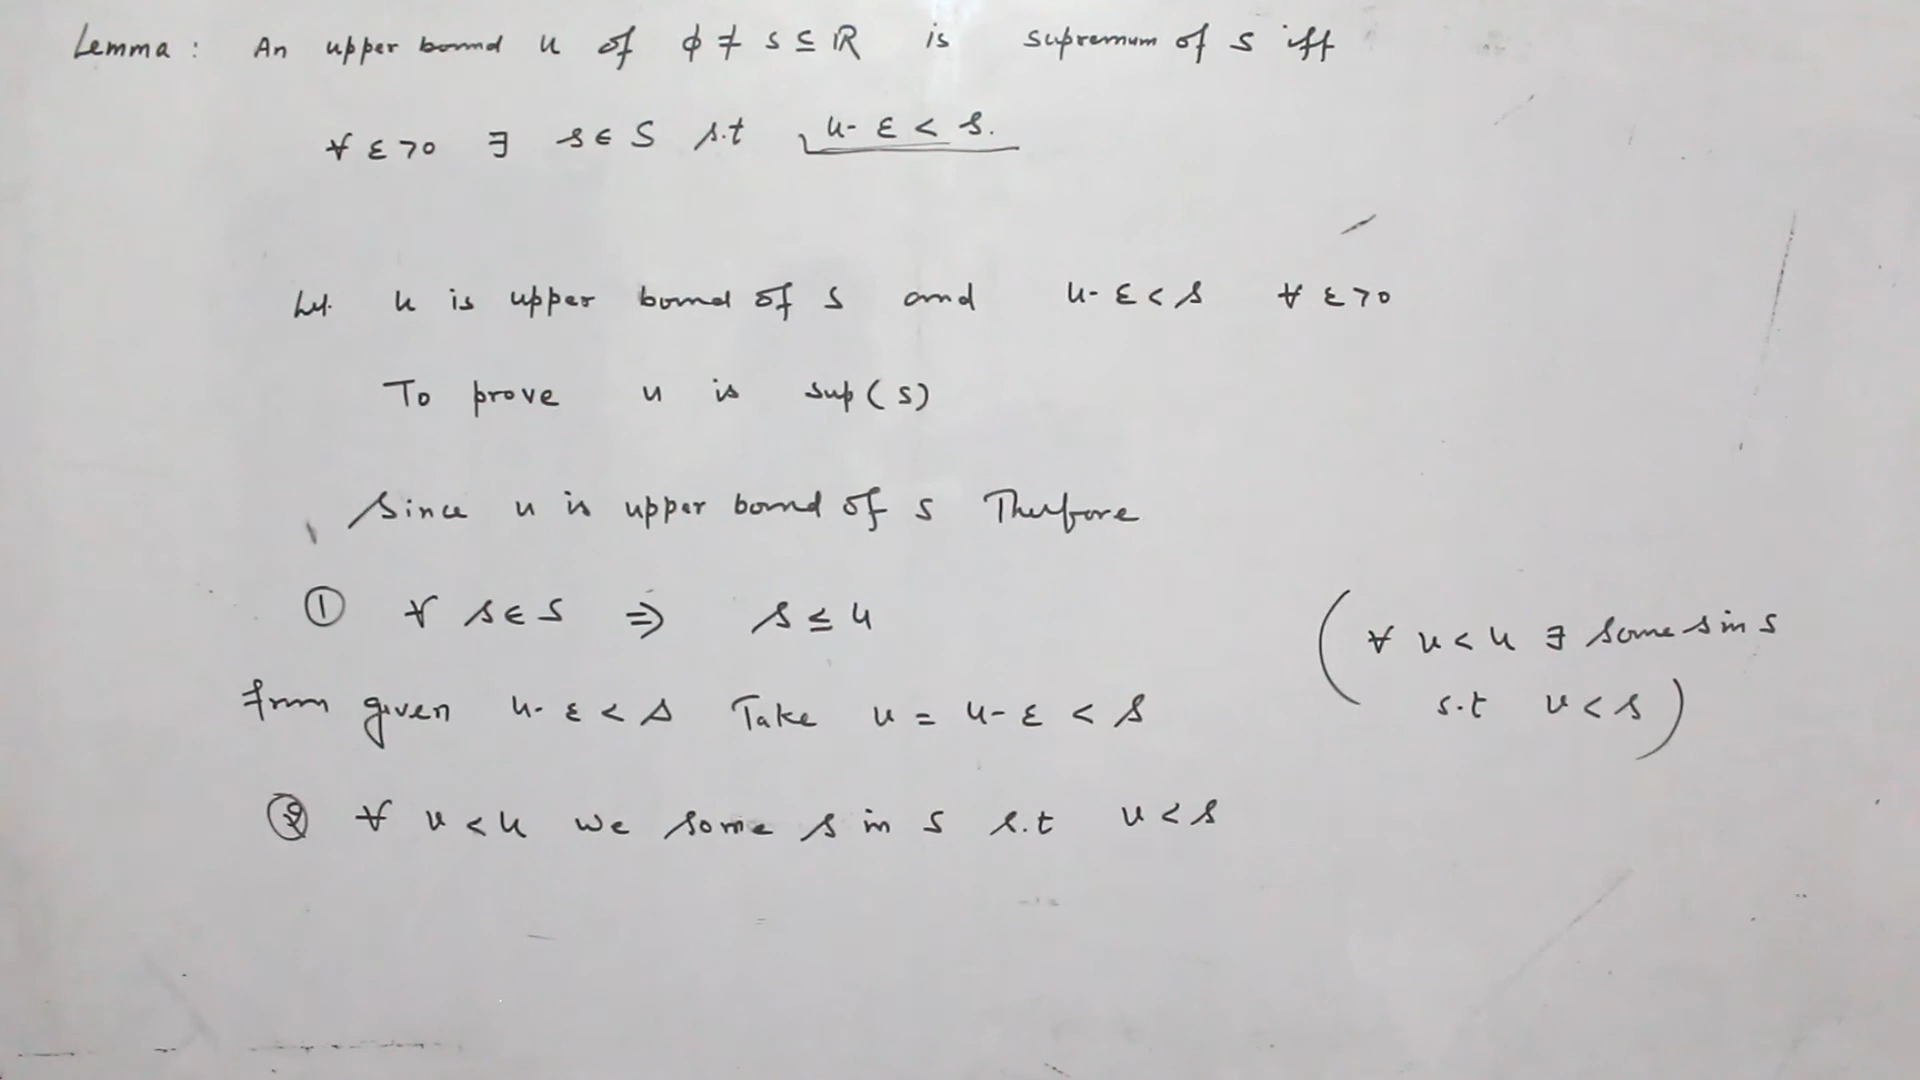 Lemma : An upper bound u of ϕ ≠ S ⊆ ℝ is supremum of S iff
∀ ε > 0 ∃ s ∈ S s.t u - ε < s.
Let u is upper bound of S and u - ε < s ∀ ε > 0
To prove u is sup(S)
Since u is upper bound of S Therfore
① ∀ s ∈ S ⇒ s ≤ u
(∀ v < u ∃ some s in S
from given u - ε < s Take v = u - ε < s
s.t v < s)
② ∀ v < u we some s in S s.t v < s